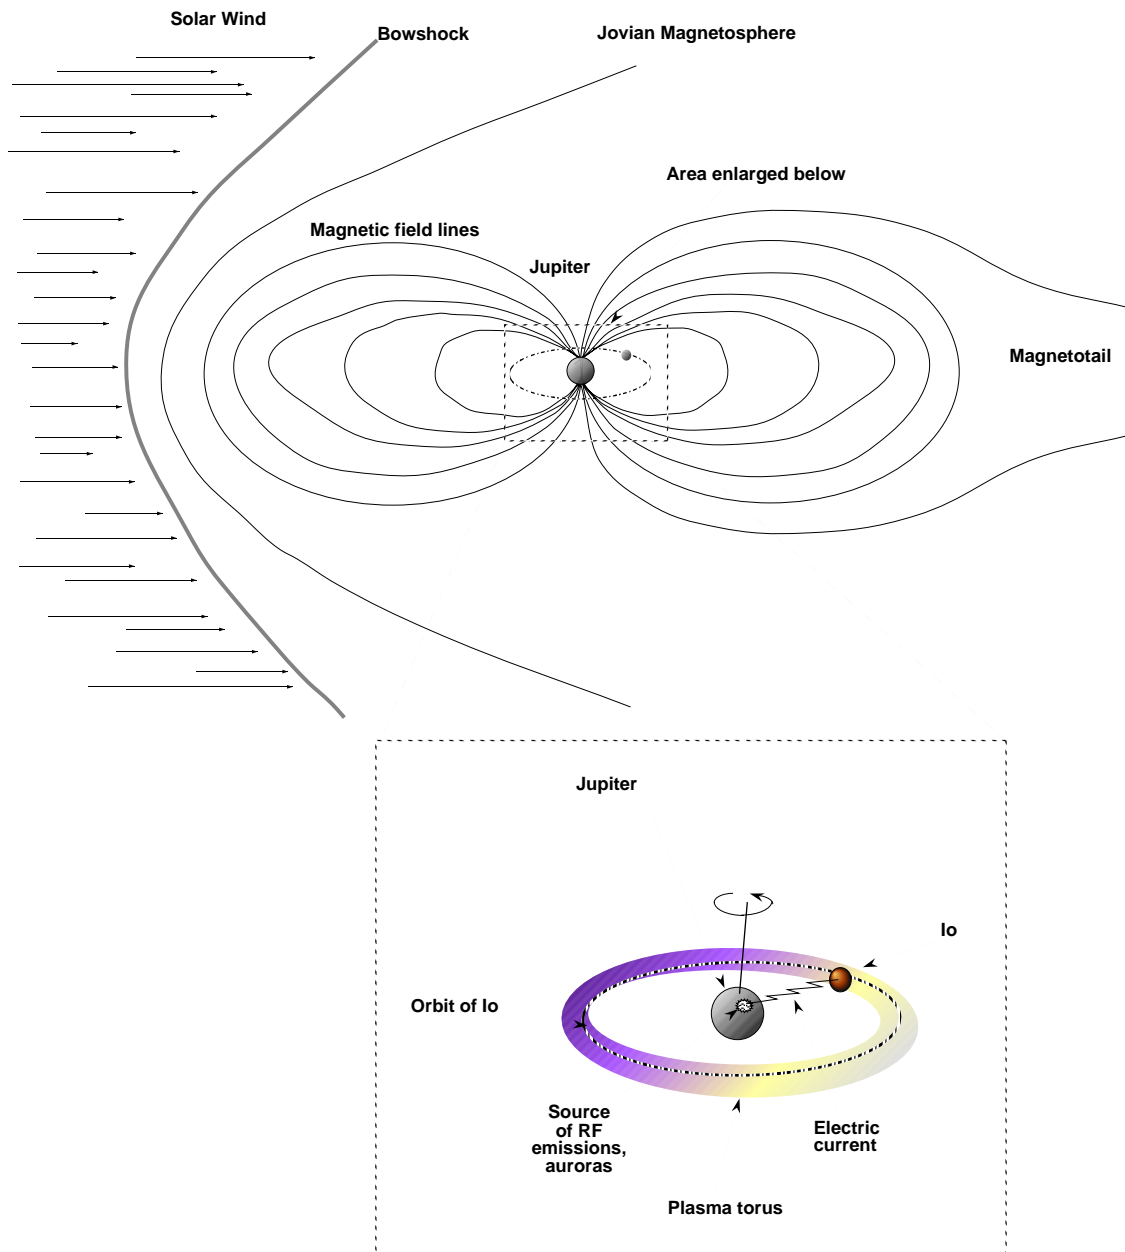 Solar Wind
Bowshock
Jovian Magnetosphere
Area enlarged below
Magnetic field lines
Jupiter
Magnetotail
Jupiter
Io
Orbit of Io
Source
of RF
emissions,
auroras
Electric
current
Plasma torus